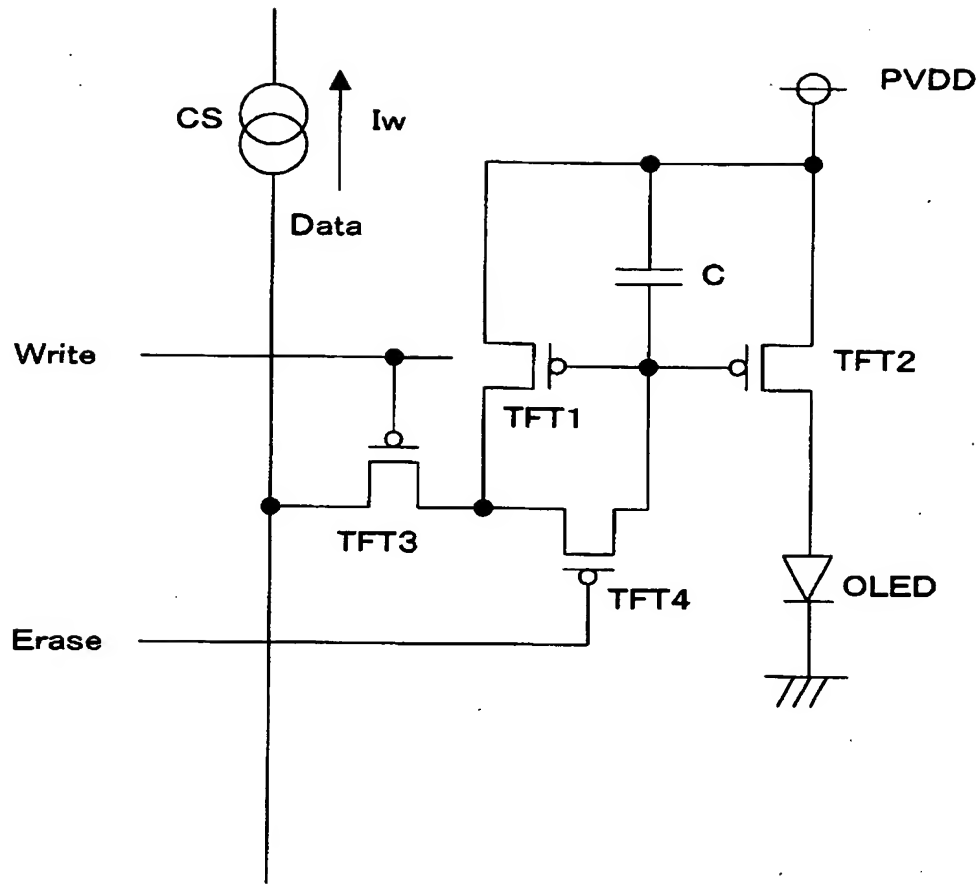 PVDD
CS
Iw
Data
C
Write
TFT2
TFT1
TFT3
OLED
TFT4
Erase